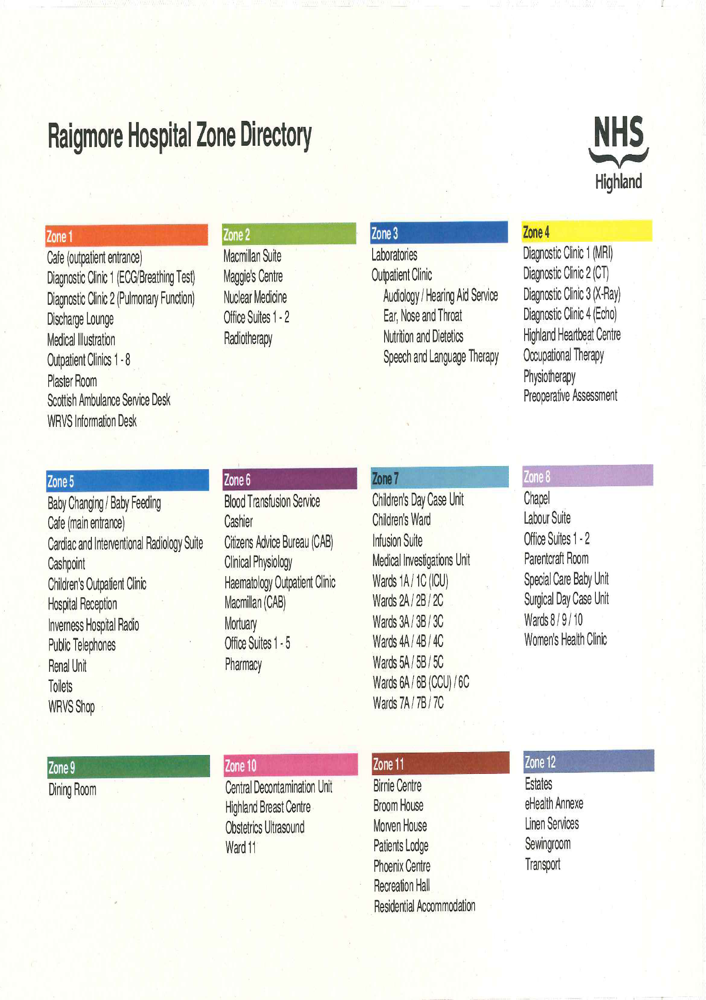 Raigmore Hospital Zone Directory
NHS
Highland
Zone 1
Cafe (outpatient entrance)
Diagnostic Clinic 1 (ECG/Breathing Test)
Diagnostic Clinic 2 (Pulmonary Function)
Discharge Lounge
Medical Illustration
Outpatient Clinics 1 - 8
Plaster Room
Scottish Ambulance Service Desk
WRVS Information Desk
Zone 2
Macmillan Suite
Maggie's Centre
Nuclear Medicine
Office Suites 1 - 2
Radiotherapy
Zone 3
Laboratories
Outpatient Clinic
Audiology / Hearing Aid Service
Ear, Nose and Throat
Nutrition and Dietetics
Speech and Language Therapy
Zone 4
Diagnostic Clinic 1 (MRI)
Diagnostic Clinic 2 (CT)
Diagnostic Clinic 3 (X-Ray)
Diagnostic Clinic 4 (Echo)
Highland Heartbeat Centre
Occupational Therapy
Physiotherapy
Preoperative Assessment
Zone 5
Baby Changing / Baby Feeding
Cafe (main entrance)
Cardiac and Interventional Radiology Suite
Cashpoint
Children's Outpatient Clinic
Hospital Reception
Inverness Hospital Radio
Public Telephones
Renal Unit
Toilets
WRVS Shop
Zone 6
Blood Transfusion Service
Cashier
Citizens Advice Bureau (CAB)
Clinical Physiology
Haematology Outpatient Clinic
Macmillan (CAB)
Mortuary
Office Suites 1 - 5
Pharmacy
Zone 7
Children's Day Case Unit
Children's Ward
Infusion Suite
Medical Investigations Unit
Wards 1A / 1C (ICU)
Wards 2A / 2B / 2C
Wards 3A / 3B / 3C
Wards 4A / 4B / 4C
Wards 5A / 5B / 5C
Wards 6A / 6B (CCU) / 6C
Wards 7A / 7B / 7C
Zone 8
Chapel
Labour Suite
Office Suites 1 - 2
Parentcraft Room
Special Care Baby Unit
Surgical Day Case Unit
Wards 8 / 9 / 10
Women's Health Clinic
Zone 9
Dining Room
Zone 10
Central Decontamination Unit
Highland Breast Centre
Obstetrics Ultrasound
Ward 11
Zone 11
Birnie Centre
Broom House
Morven House
Patients Lodge
Phoenix Centre
Recreation Hall
Residential Accommodation
Zone 12
Estates
eHealth Annexe
Linen Services
Sewingroom
Transport